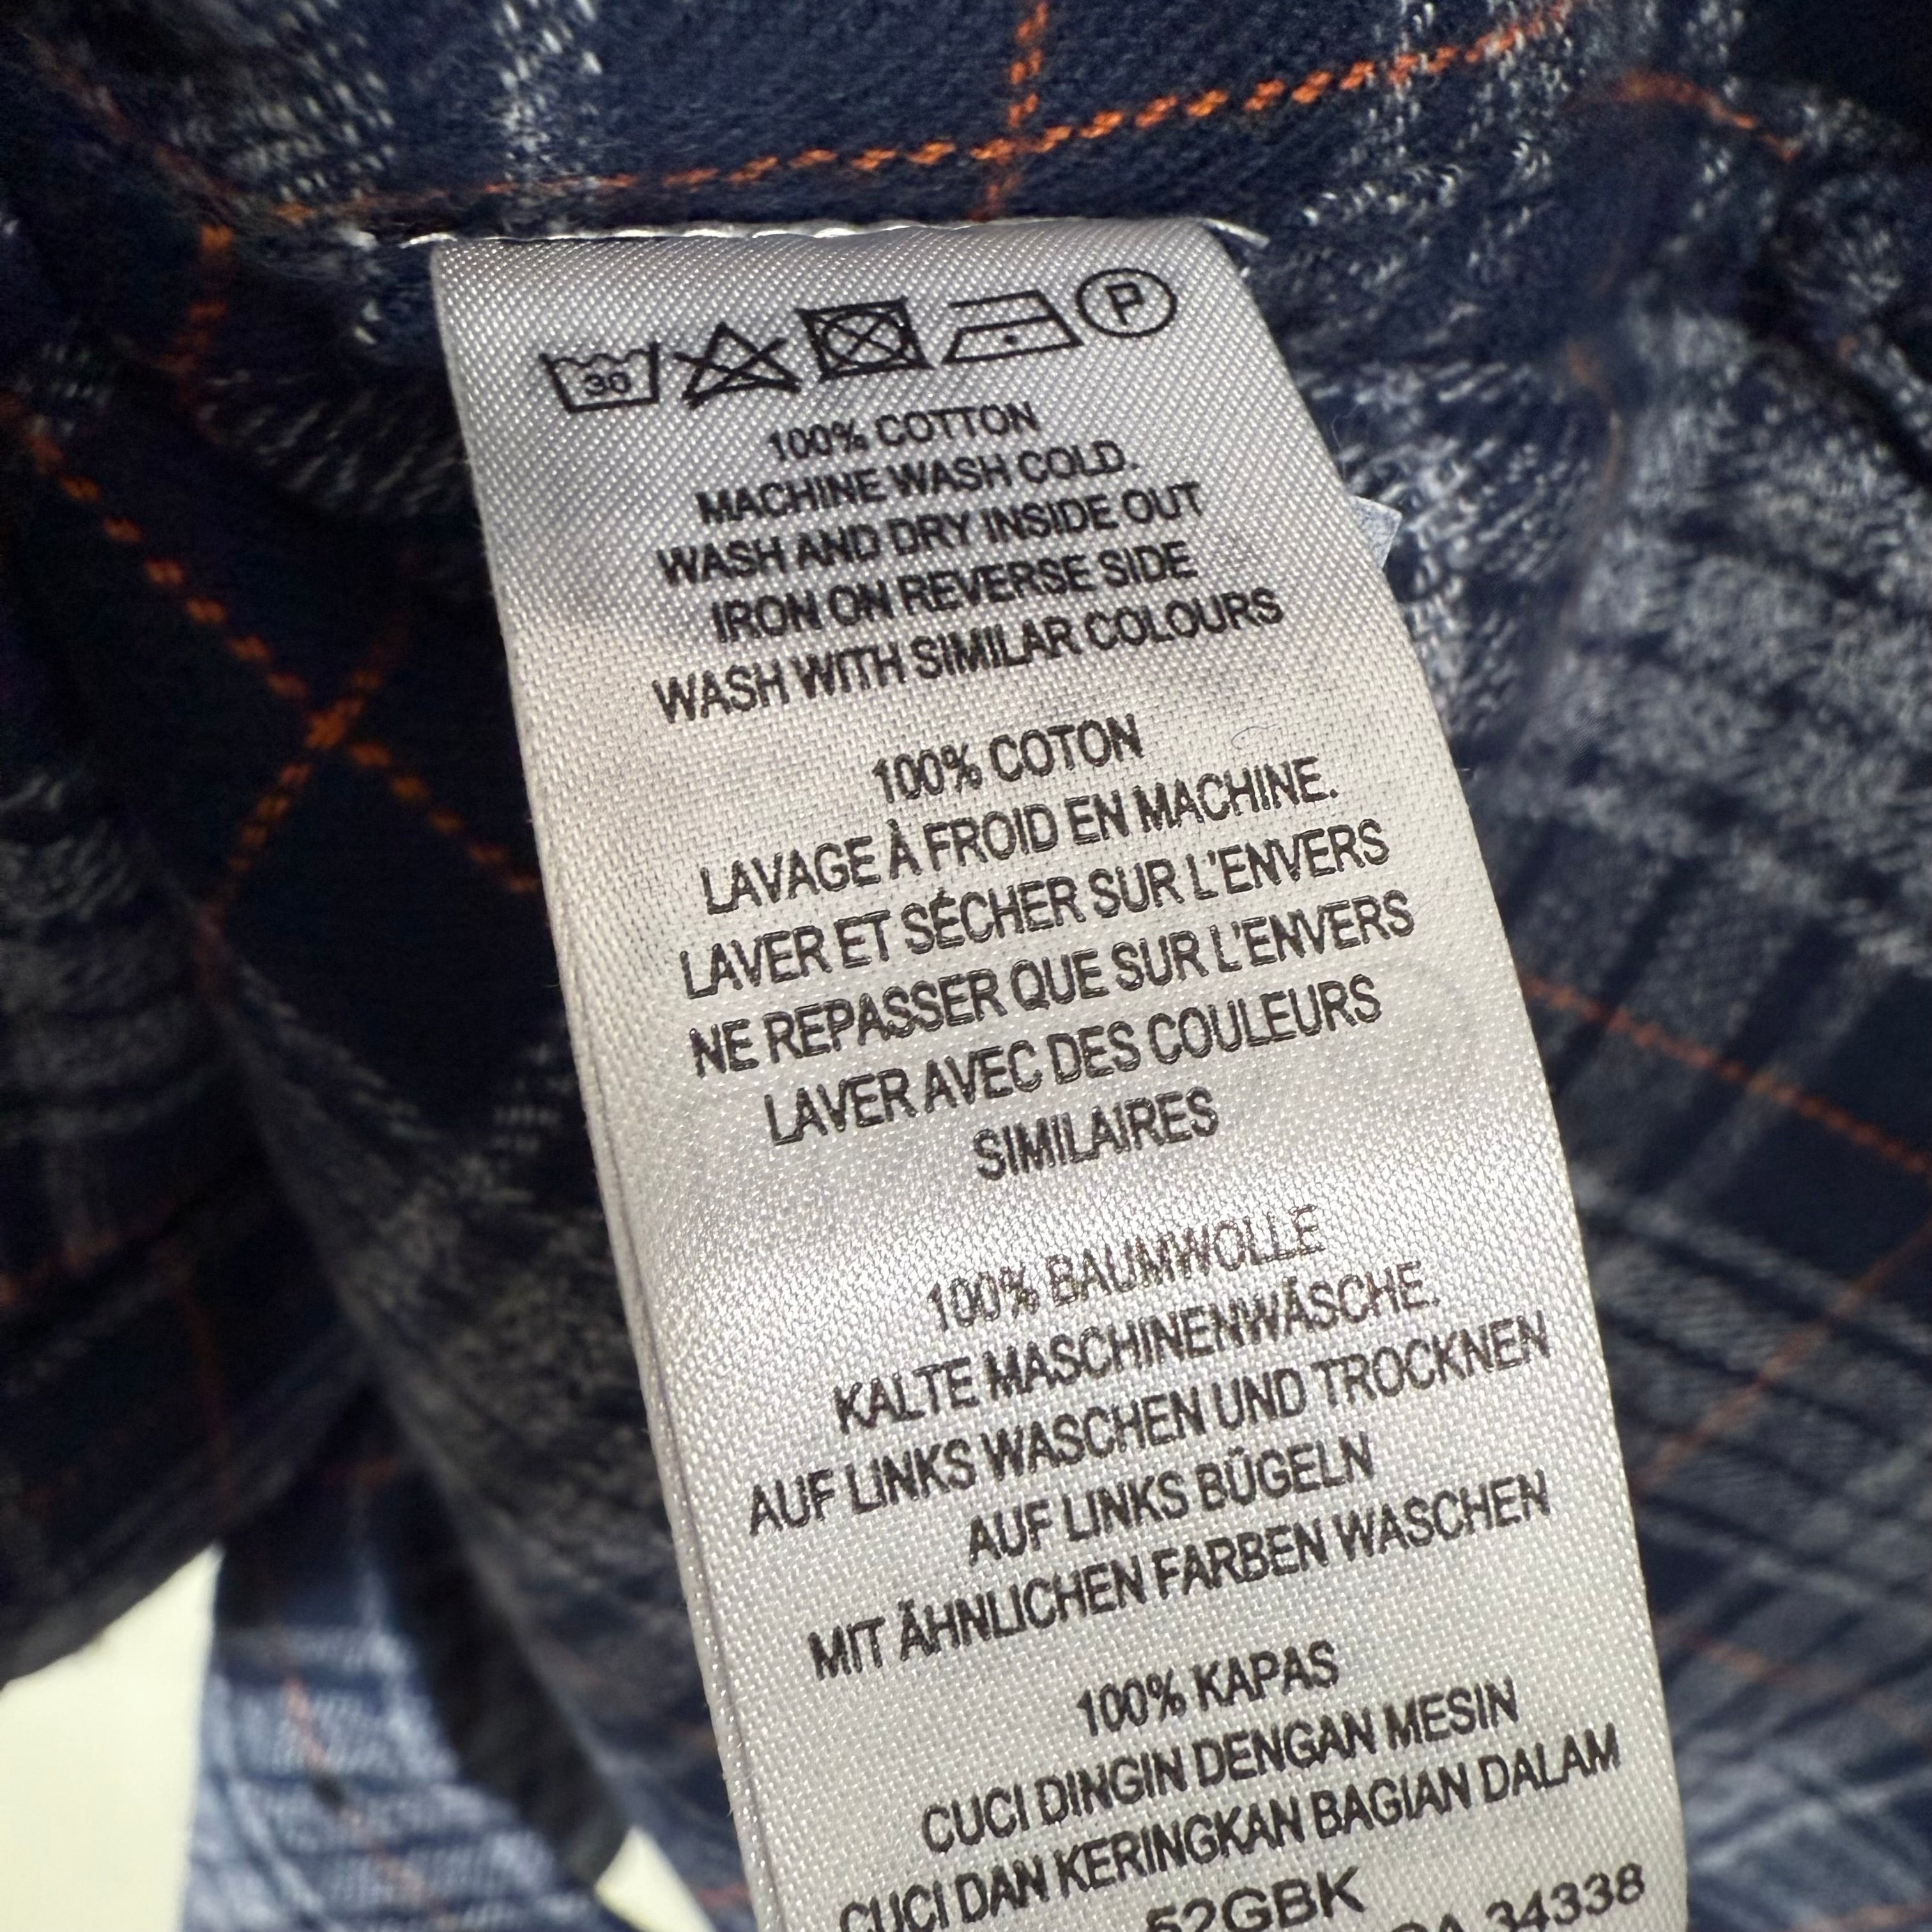 30
P
100% COTTON
MACHINE WASH COLD.
WASH AND DRY INSIDE OUT
IRON ON REVERSE SIDE
WASH WITH SIMILAR COLOURS
100% COTON
LAVAGE À FROID EN MACHINE.
LAVER ET SÉCHER SUR L'ENVERS
NE REPASSER QUE SUR L'ENVERS
LAVER AVEC DES COULEURS
SIMILAIRES
100% BAUMWOLLE
KALTE MASCHINENWÄSCHE.
AUF LINKS WASCHEN UND TROCKNEN
AUF LINKS BÜGELN
MIT ÄHNLICHEN FARBEN WASCHEN
100% KAPAS
CUCI DINGIN DENGAN MESIN
CUCI DAN KERINGKAN BAGIAN DALAM
52GBK
34338